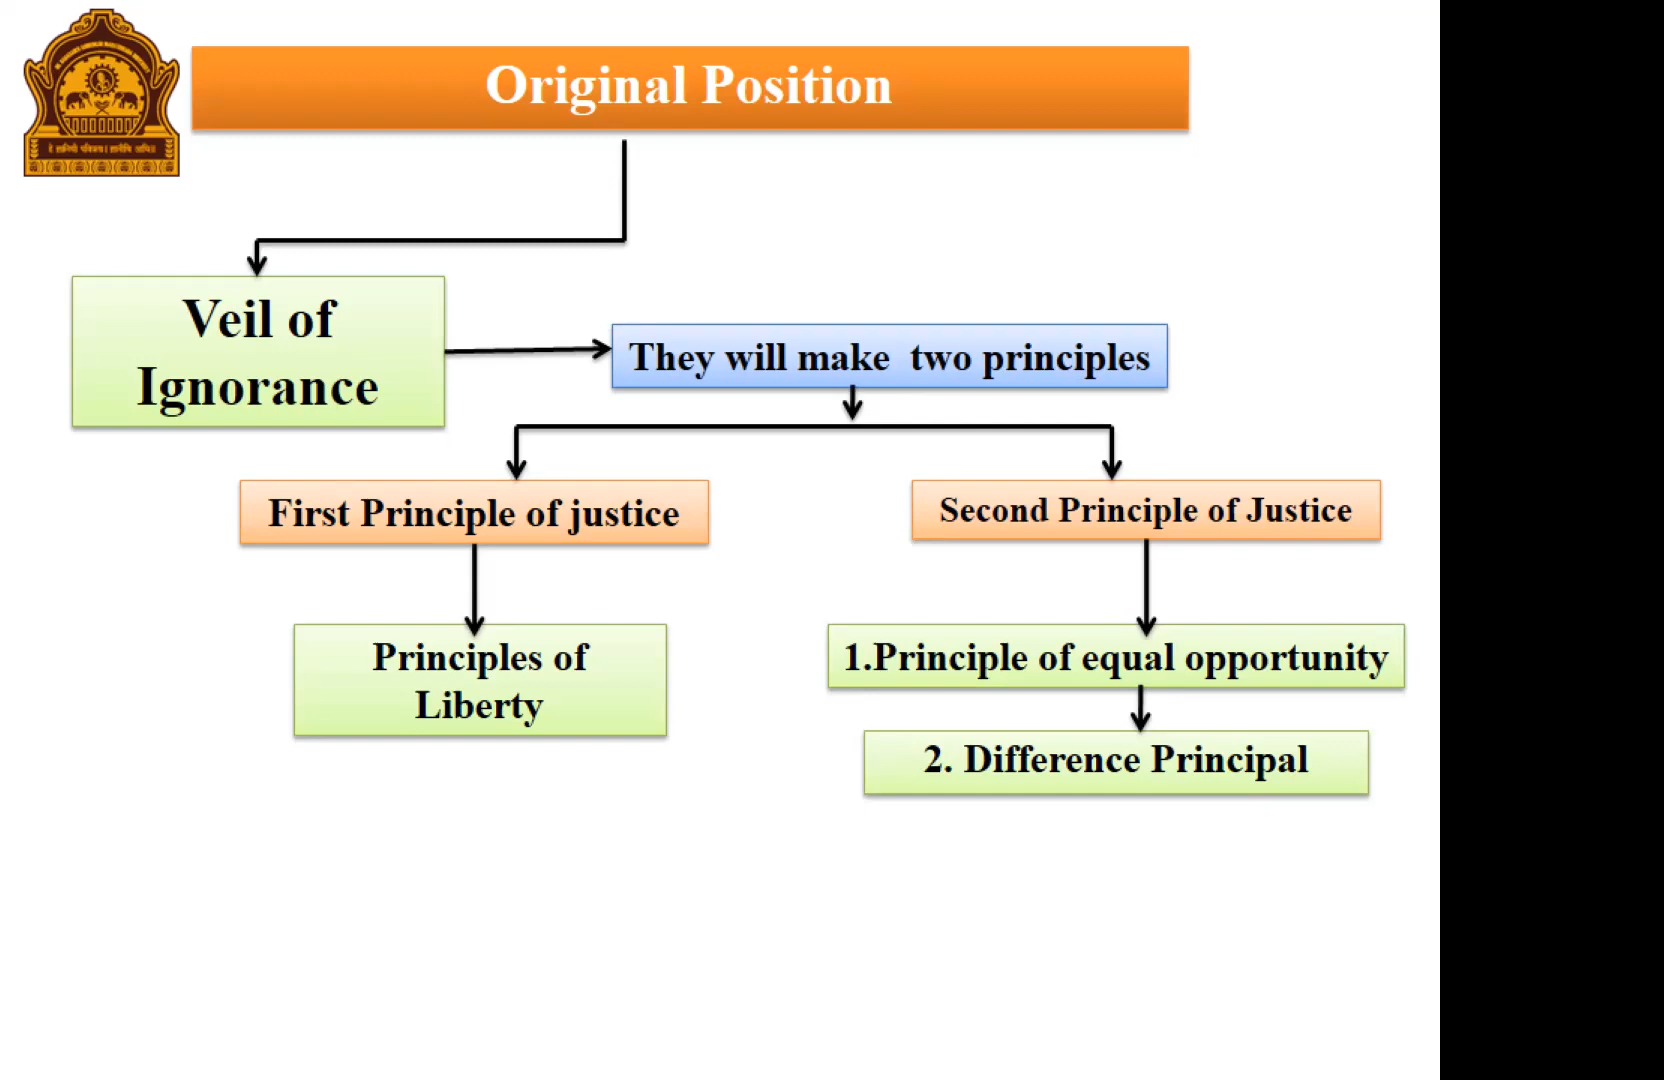 Original Position
Veil of
Ignorance
They will make two principles
First Principle of justice
Second Principle of Justice
Principles of
Liberty
1.Principle of equal opportunity
2. Difference Principal